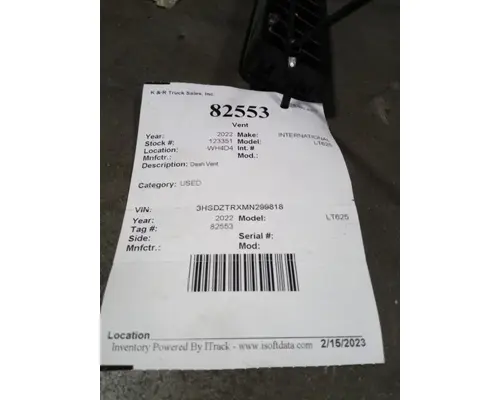 K & R Truck Sales, Inc.
82553
Vent
Year: 2022 Make: INTERNATIONAL
Stock #: 123351 Model: LT625
Location: WH4D4 Int. #
Mnfctr.: Mod.:
Description: Dash Vent
Category: USED
VIN: 3HSDZTRXMN299818
Year: 2022 Model: LT625
Tag #: 82553
Side: Serial #:
Mnfctr.: Mod:
Location
Inventory Powered By ITrack - www.isoftdata.com 2/15/2023